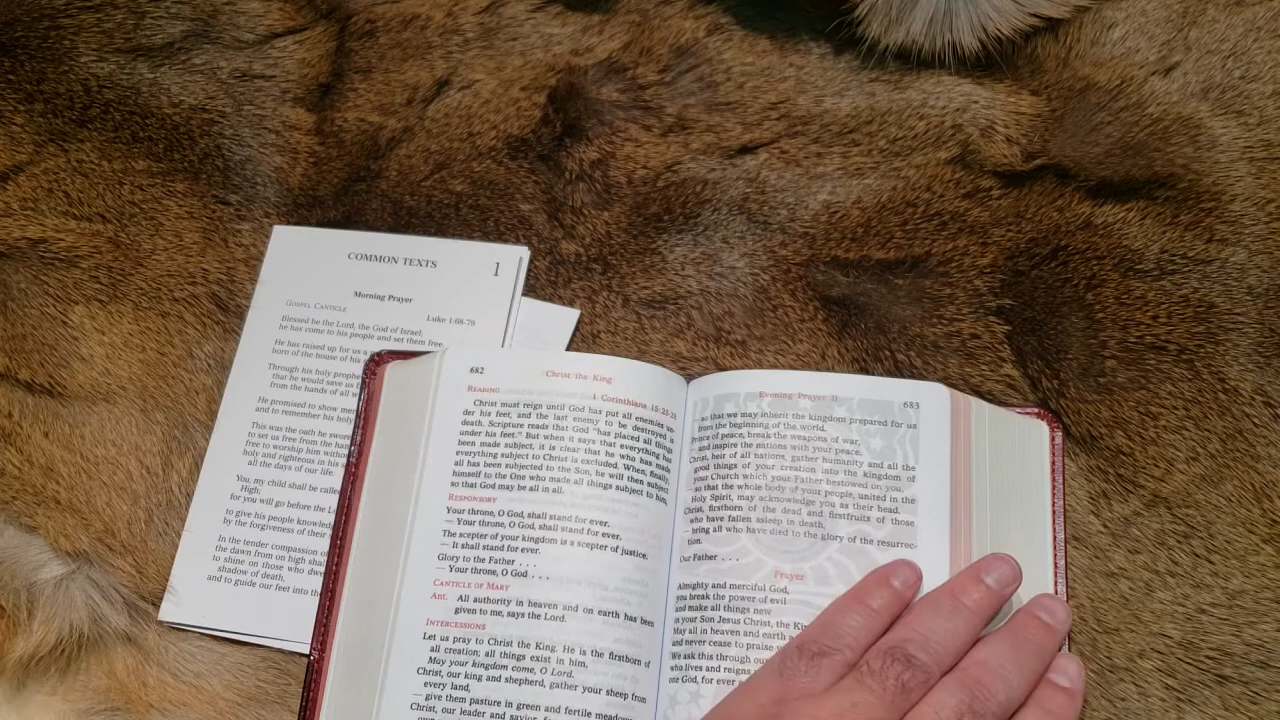 COMMON TEXTS
1
Morning Prayer
GOSPEL CANTICLE
Luke 1:68-79
Blessed be the Lord, the God of Israel;
he has come to his people and set them free.
He has raised up for us a
born of the house of his
Through his holy prophe
that he would save us
from the hands of all w
He promised to show mer
and to remember his holy
This was the oath he swore
to set us free from the han
free to worship him withou
holy and righteous in his s
all the days of our life.
You, my child shall be calle
High;
for you will go before the Lo
to give his people knowled
by the forgiveness of their
In the tender compassion o
the dawn from on high shal
to shine on those who dwe
shadow of death,
and to guide our feet into th
682
Christ the King
READING
1 Corinthians 15:25-28
Christ must reign until God has put all enemies un-
der his feet, and the last enemy to be destroyed is
death. Scripture reads that God "has placed all things
under his feet." But when it says that everything has
been made subject, it is clear that he who has made
everything subject to Christ is excluded. When, finally,
all has been subjected to the Son, he will then subject
himself to the One who made all things subject to him,
so that God may be all in all.
RESPONSORY
Your throne, O God, shall stand for ever.
— Your throne, O God, shall stand for ever.
The scepter of your kingdom is a scepter of justice.
— It shall stand for ever.
Glory to the Father . . .
— Your throne, O God . . .
CANTICLE OF MARY
Ant. All authority in heaven and on earth has been
given to me, says the Lord.
INTERCESSIONS
Let us pray to Christ the King. He is the firstborn of
all creation; all things exist in him.
May your kingdom come, O Lord.
Christ, our king and shepherd, gather your sheep from
every land,
— give them pasture in green and fertile meadows.
Christ, our leader and savior, fo
Evening Prayer II
683
— so that we may inherit the kingdom prepared for us
from the beginning of the world.
Prince of peace, break the weapons of war,
— and inspire the nations with your peace.
Christ, heir of all nations, gather humanity and all the
good things of your creation into the kingdom of
your Church which your Father bestowed on you,
— so that the whole body of your people, united in the
Holy Spirit, may acknowledge you as their head.
Christ, firstborn of the dead and firstfruits of those
who have fallen asleep in death,
— bring all who have died to the glory of the resurrec-
tion.
Our Father . . .
Prayer
Almighty and merciful God,
you break the power of evil
and make all things new
in your Son Jesus Christ, the Ki
May all in heaven and earth a
and never cease to praise
We ask this through ou
who lives and reigns
one God, for ever